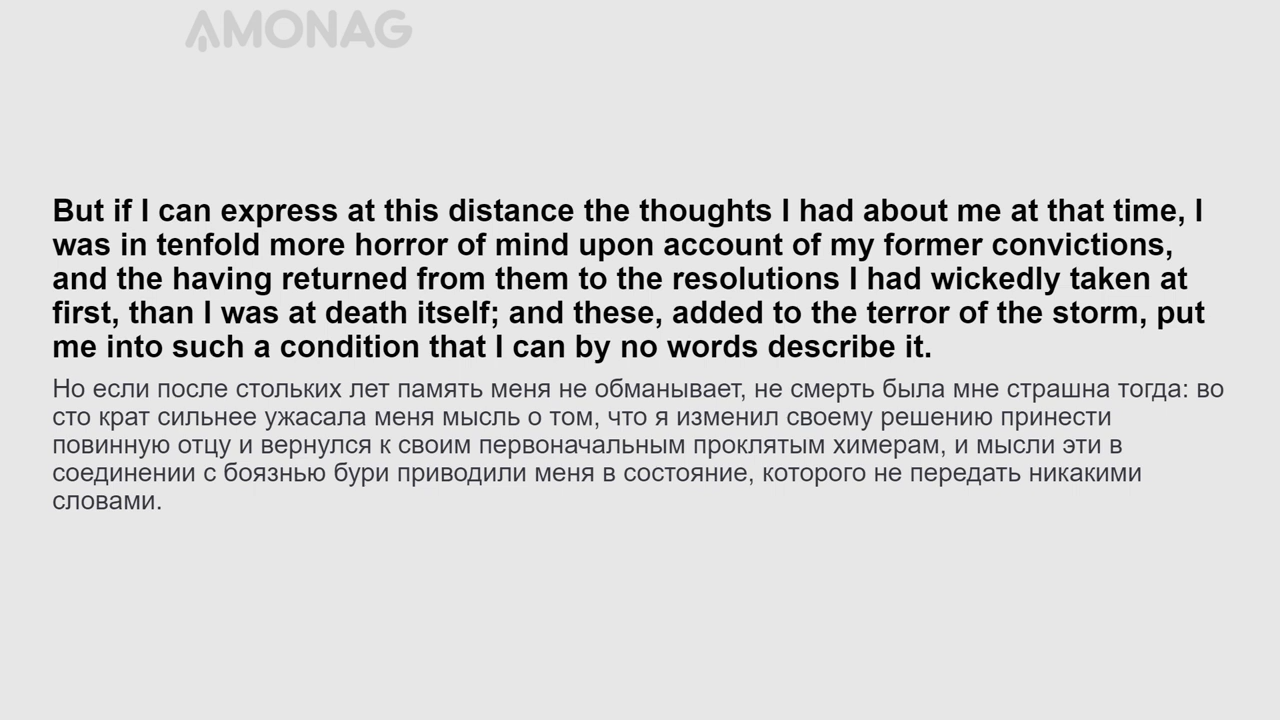 AMONAG
But if I can express at this distance the thoughts I had about me at that time, I
was in tenfold more horror of mind upon account of my former convictions,
and the having returned from them to the resolutions I had wickedly taken at
first, than I was at death itself; and these, added to the terror of the storm, put
me into such a condition that I can by no words describe it.
Но если после стольких лет память меня не обманывает, не смерть была мне страшна тогда: во
сто крат сильнее ужасала меня мысль о том, что я изменил своему решению принести
повинную отцу и вернулся к своим первоначальным проклятым химерам, и мысли эти в
соединении с боязнью бури приводили меня в состояние, которого не передать никакими
словами.